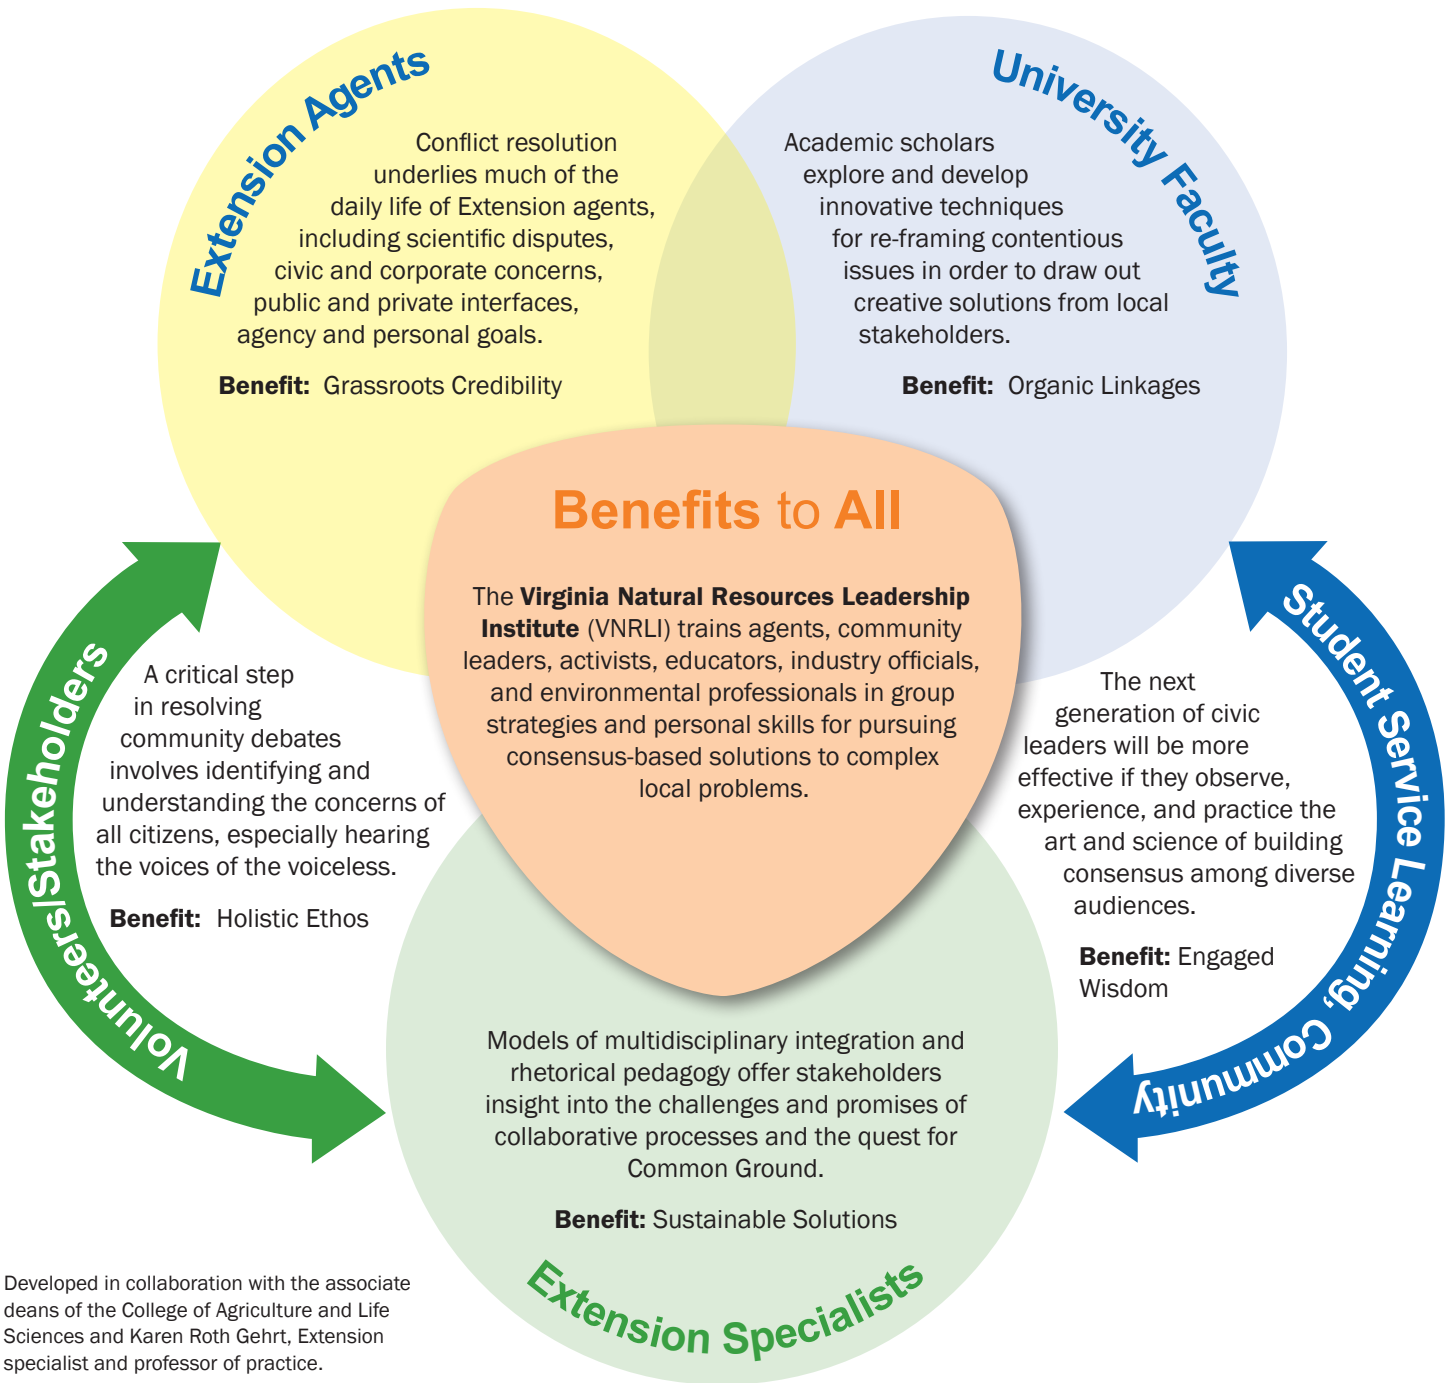 Extension Agents
Conflict resolution
underlies much of the
daily life of Extension agents,
including scientific disputes,
civic and corporate concerns,
public and private interfaces,
agency and personal goals.
Benefit: Grassroots Credibility
University Faculty
Academic scholars
explore and develop
innovative techniques
for re-framing contentious
issues in order to draw out
creative solutions from local
stakeholders.
Benefit: Organic Linkages
Benefits to All
The Virginia Natural Resources Leadership
Institute (VNRLI) trains agents, community
leaders, activists, educators, industry officials,
and environmental professionals in group
strategies and personal skills for pursuing
consensus-based solutions to complex
local problems.
Volunteers/Stakeholders
A critical step
in resolving
community debates
involves identifying and
understanding the concerns of
all citizens, especially hearing
the voices of the voiceless.
Benefit: Holistic Ethos
Student Service Learning, Community
The next
generation of civic
leaders will be more
effective if they observe,
experience, and practice the
art and science of building
consensus among diverse
audiences.
Benefit: Engaged
Wisdom
Models of multidisciplinary integration and
rhetorical pedagogy offer stakeholders
insight into the challenges and promises of
collaborative processes and the quest for
Common Ground.
Benefit: Sustainable Solutions
Extension Specialists
Developed in collaboration with the associate
deans of the College of Agriculture and Life
Sciences and Karen Roth Gehrt, Extension
specialist and professor of practice.